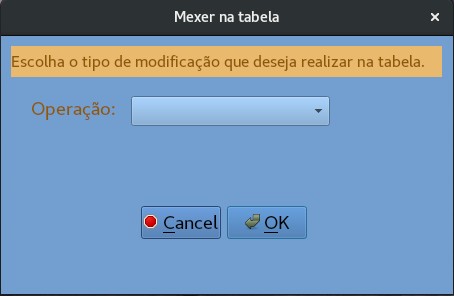 Mexer na tabela
Escolha o tipo de modificação que deseja realizar na tabela.
Operação:
Cancel OK